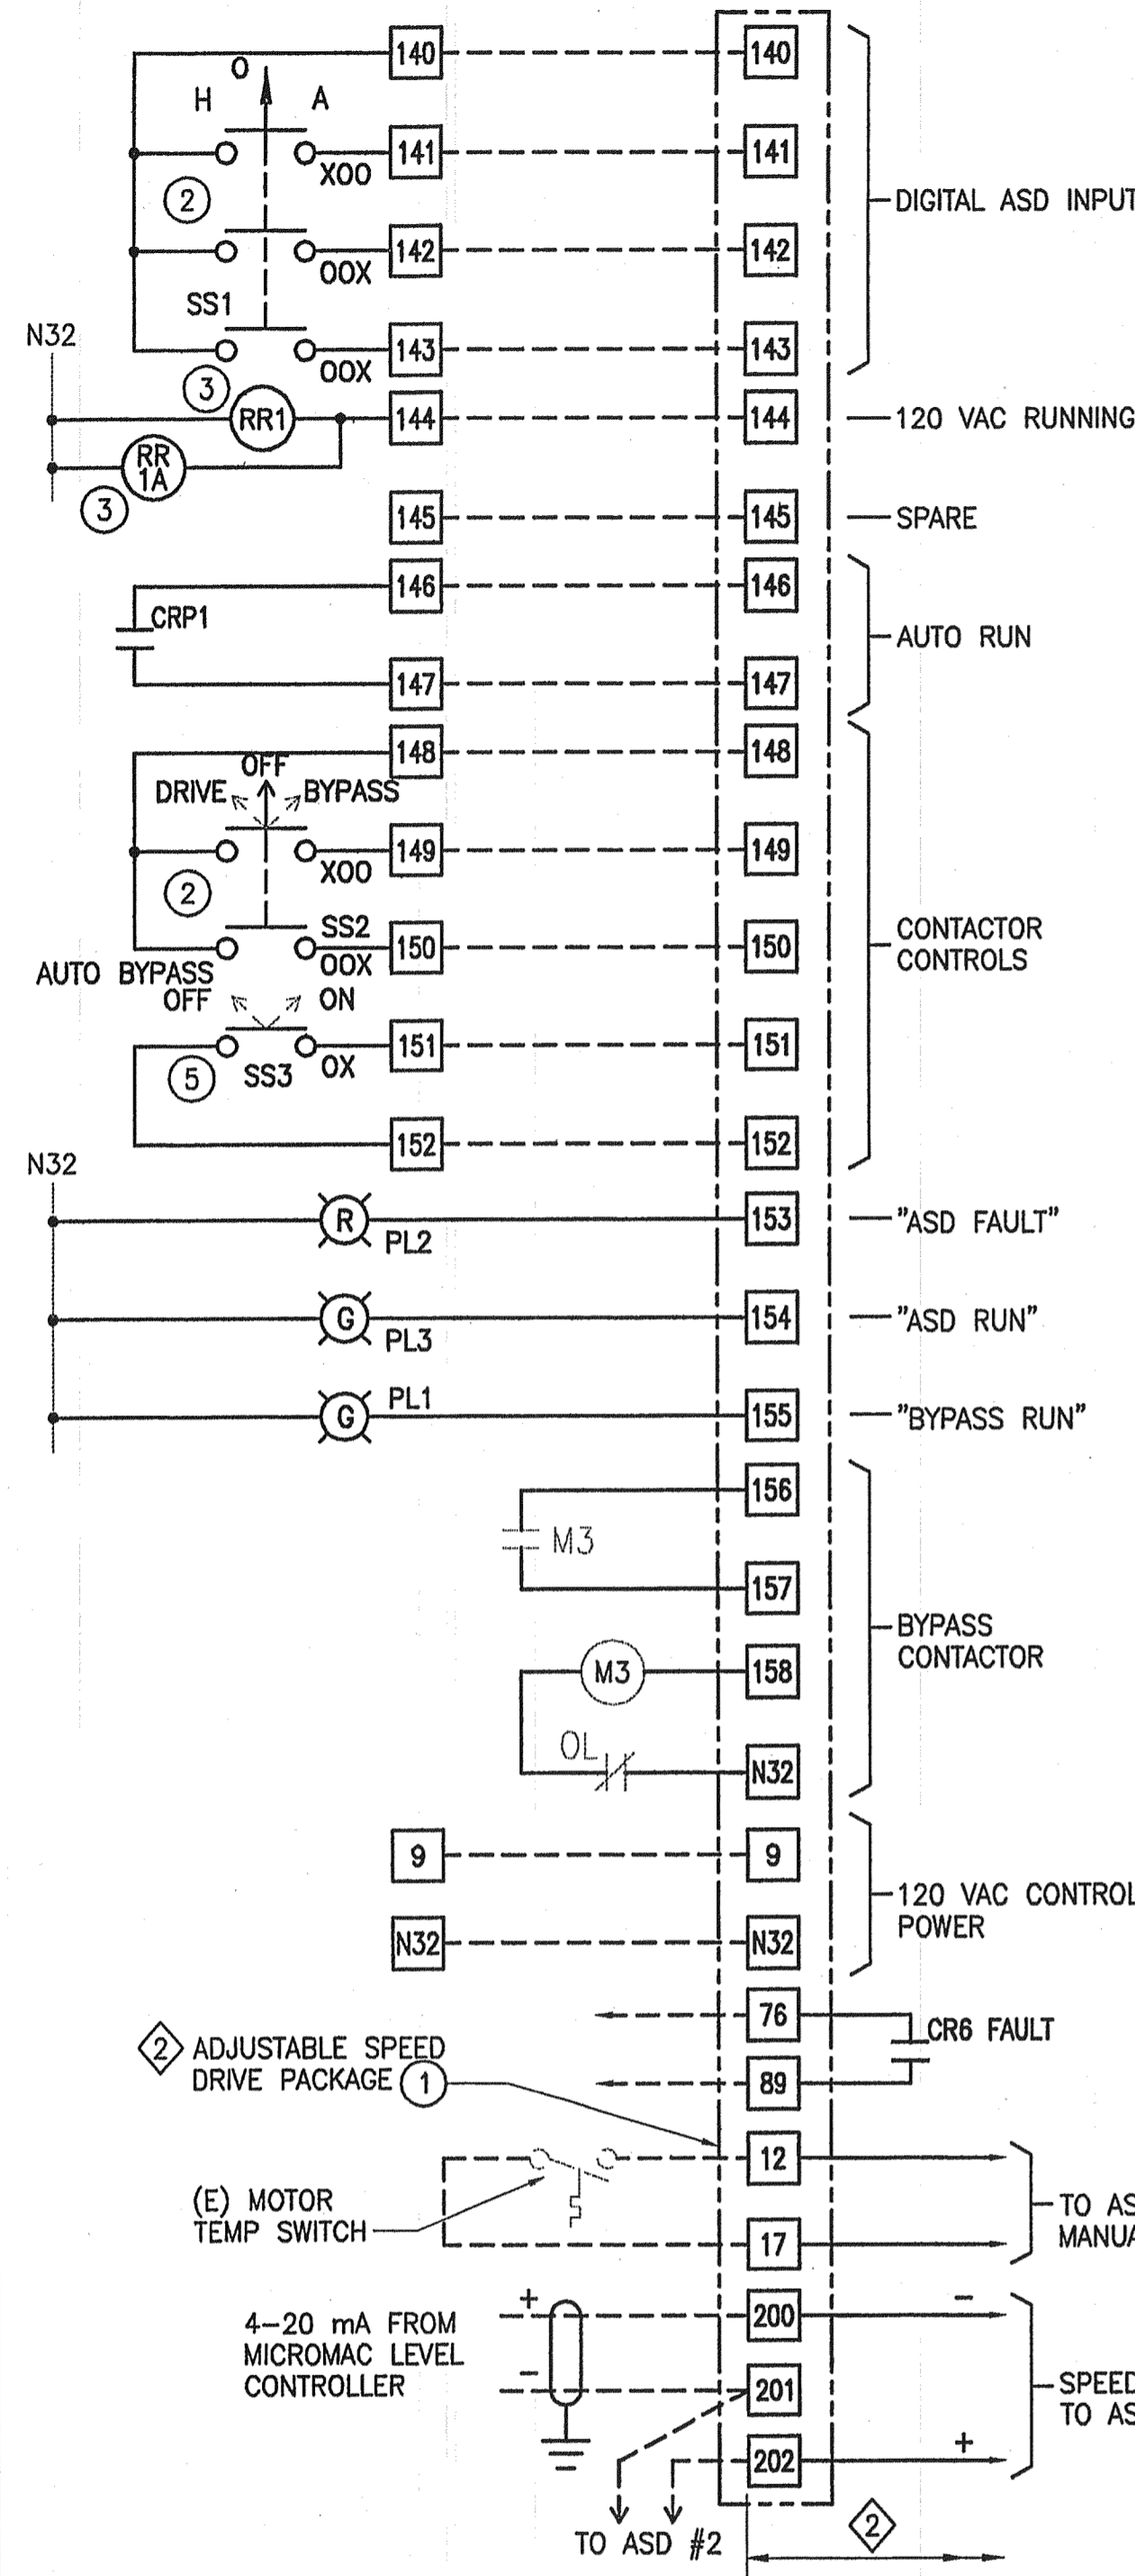 140 140
O
H A
141 141
XOO
2
DIGITAL ASD INPUT
142 142
OOX
SS1
N32
143 143
OOX
3
RR1 144 144 120 VAC RUNNING
RR
1A
3
145 145 SPARE
146 146
CRP1
AUTO RUN
147 147
148 148
OFF
DRIVE BYPASS
149 149
XOO
2
SS2
CONTACTOR
CONTROLS
150 150
OOX
AUTO BYPASS
OFF ON
151 151
OX
5 SS3
152 152
N32
R 153 "ASD FAULT"
PL2
G 154 "ASD RUN"
PL3
PL1
G 155 "BYPASS RUN"
156
M3
157
BYPASS
CONTACTOR
M3 158
OL
N32
9 9
120 VAC CONTROL
POWER
N32 N32
76
CR6 FAULT
2 ADJUSTABLE SPEED
DRIVE PACKAGE 1
89
12
(E) MOTOR
TEMP SWITCH
TO AS
MANUA
17
+ 200 -
4-20 mA FROM
MICROMAC LEVEL
CONTROLLER
- 201
SPEED
TO AS
+
202
2
TO ASD #2